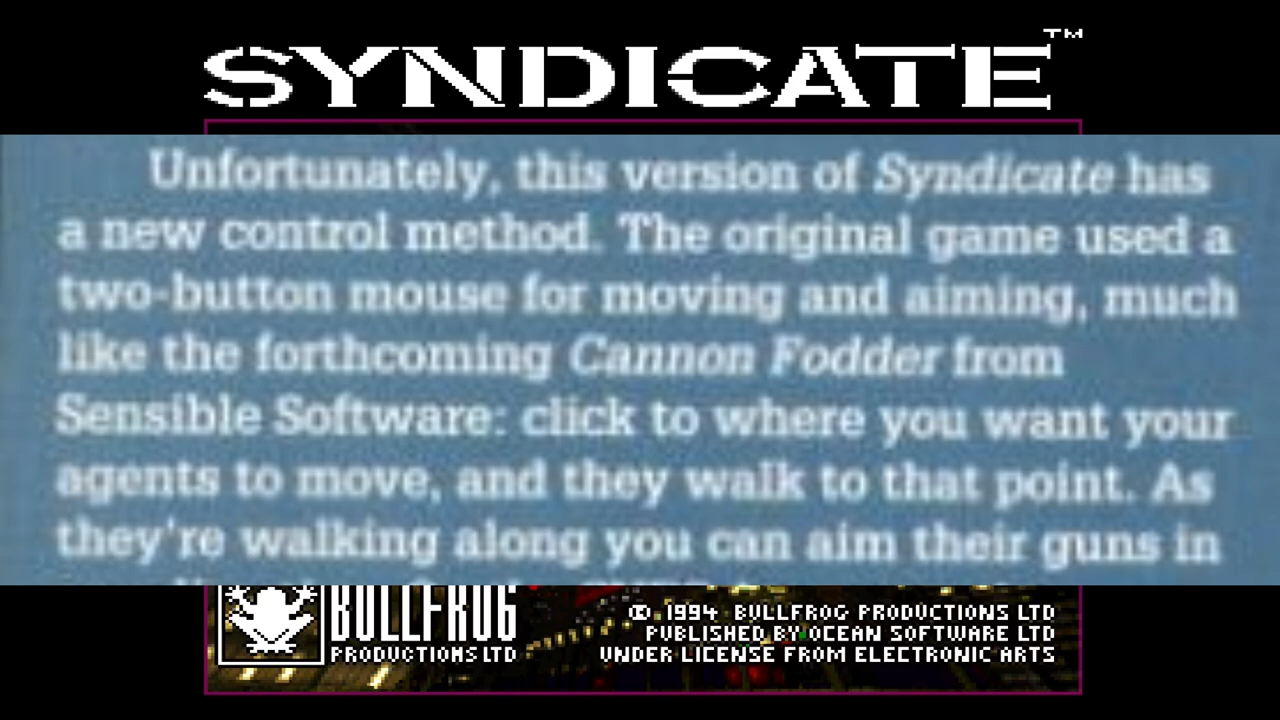 SYNDICATE™
Unfortunately, this version of Syndicate has
a new control method. The original game used a
two-button mouse for moving and aiming, much
like the forthcoming Cannon Fodder from
Sensible Software: click to where you want your
agents to move, and they walk to that point. As
they're walking along you can aim their guns in
BULLFROG
PRODUCTIONS LTD
© 1994 BULLFROG PRODUCTIONS LTD
PUBLISHED BY OCEAN SOFTWARE LTD
UNDER LICENSE FROM ELECTRONIC ARTS